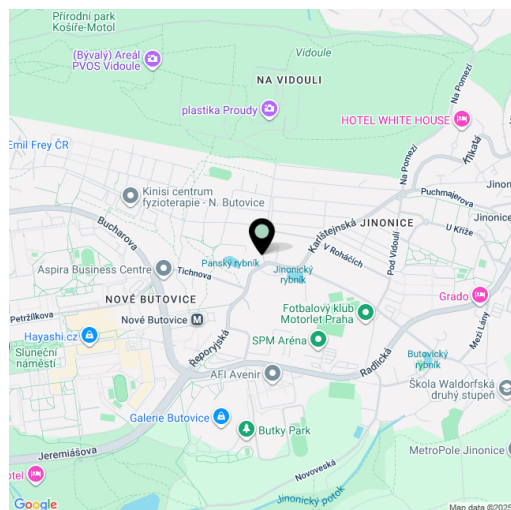 Přírodní park
Košíře-Motol
Vidoule
(Bývalý) Areál
PVOS Vidoule
NA VIDOULI
Na Pomezí
plastika Proudy
HOTEL WHITE HOUSE
Emil Frey ČR
Na Pomezí
Puchmajerova
Jinon
Kinisi centrum
fyzioterapie - N. Butovice
Bucharova
Karlštejnská
JINONICE
Jinonice
U Kříže
V Roháčích
Pod Vidoulí
Panský rybník
Aspira Business Centre
Tichnova
Jinonický
rybník
NOVÉ BUTOVICE
Grado
Fotbalový klub
Motorlet Praha
Petržílkova
Nové Butovice
M
Mezi Lány
Hayashi.cz
Řeporyjská
SPM Aréna
Sluneční
náměstí
Radlická
Butovický
rybník
AFI Avenir
Škola Waldorfská
druhý stupeň
Galerie Butovice
Butky Park
Jeremiášova
MetroPole Jinonice
Novoveská
otel
Jinonický potok
Google
Map data ©2025